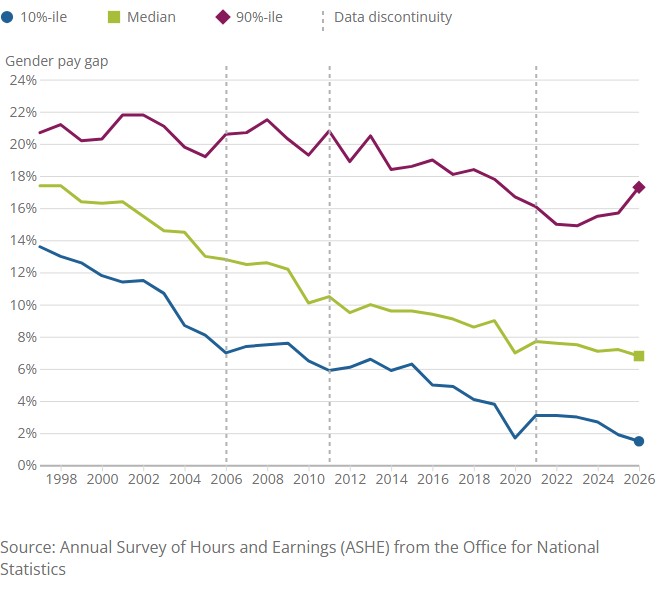 10%-ile Median 90%-ile Data discontinuity
Gender pay gap
24%
22%
20%
18%
16%
14%
12%
10%
8%
6%
4%
2%
0%
1998 2000 2002 2004 2006 2008 2010 2012 2014 2016 2018 2020 2022 2024 2026
Source: Annual Survey of Hours and Earnings (ASHE) from the Office for National
Statistics